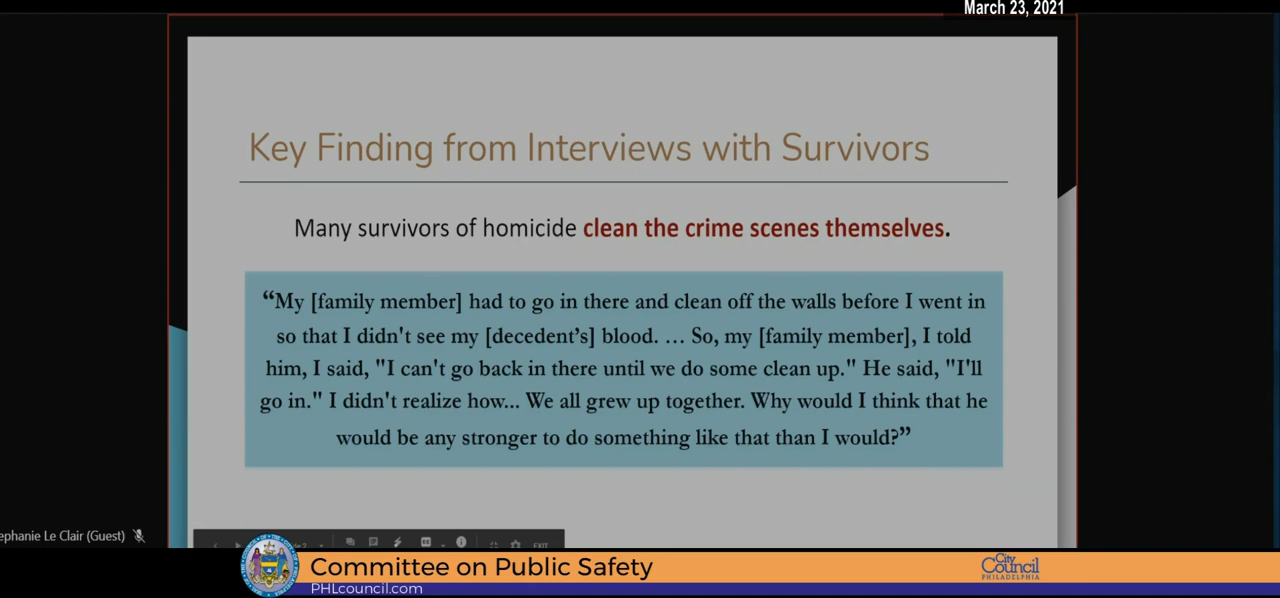 March 23, 2021
Key Finding from Interviews with Survivors
Many survivors of homicide clean the crime scenes themselves.
“My [family member] had to go in there and clean off the walls before I went in
so that I didn't see my [decedent’s] blood. … So, my [family member], I told
him, I said, "I can't go back in there until we do some clean up." He said, "I'll
go in." I didn't realize how... We all grew up together. Why would I think that he
would be any stronger to do something like that than I would?”
ephanie Le Clair (Guest)
EXIT
Committee on Public Safety
PHLcouncil.com
City
Council
PHILADELPHIA